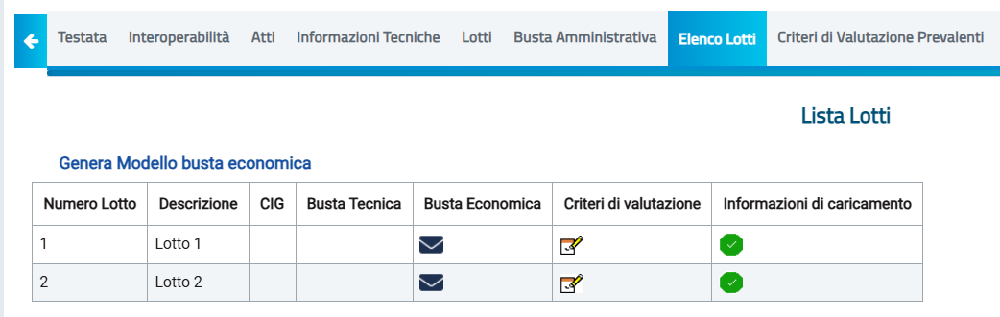 Testata Interoperabilità Atti Informazioni Tecniche Lotti Busta Amministrativa Elenco Lotti Criteri di Valutazione Prevalenti
Lista Lotti
Genera Modello busta economica
Numero Lotto Descrizione CIG Busta Tecnica Busta Economica Criteri di valutazione Informazioni di caricamento
1 Lotto 1
2 Lotto 2